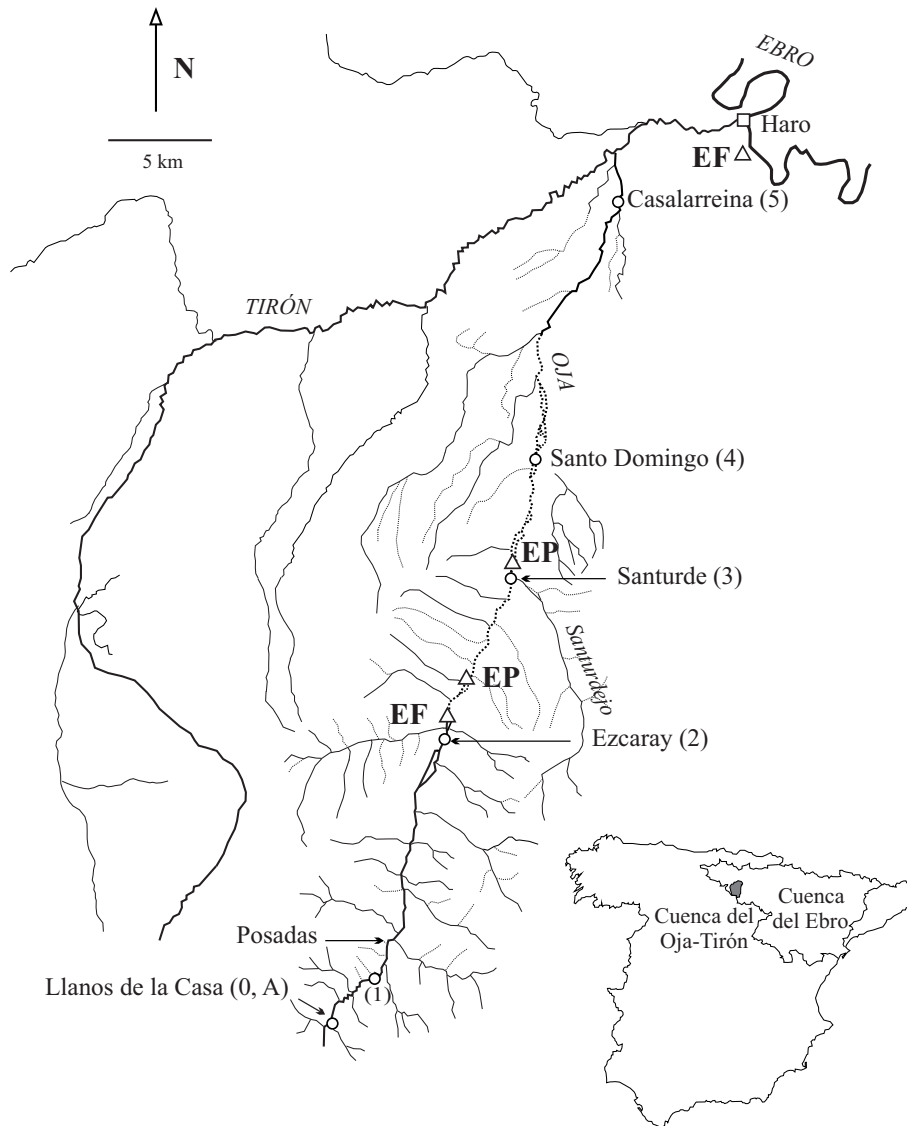 EBRO
N
5 km
Haro
EF
Casalarreina (5)
TIRÓN
OJA
Santo Domingo (4)
EP
Santurde (3)
Santurdejo
EP
EF
Ezcaray (2)
Posadas
Llanos de la Casa (0, A)
(1)
Cuenca
del Ebro
Cuenca del
Oja-Tirón